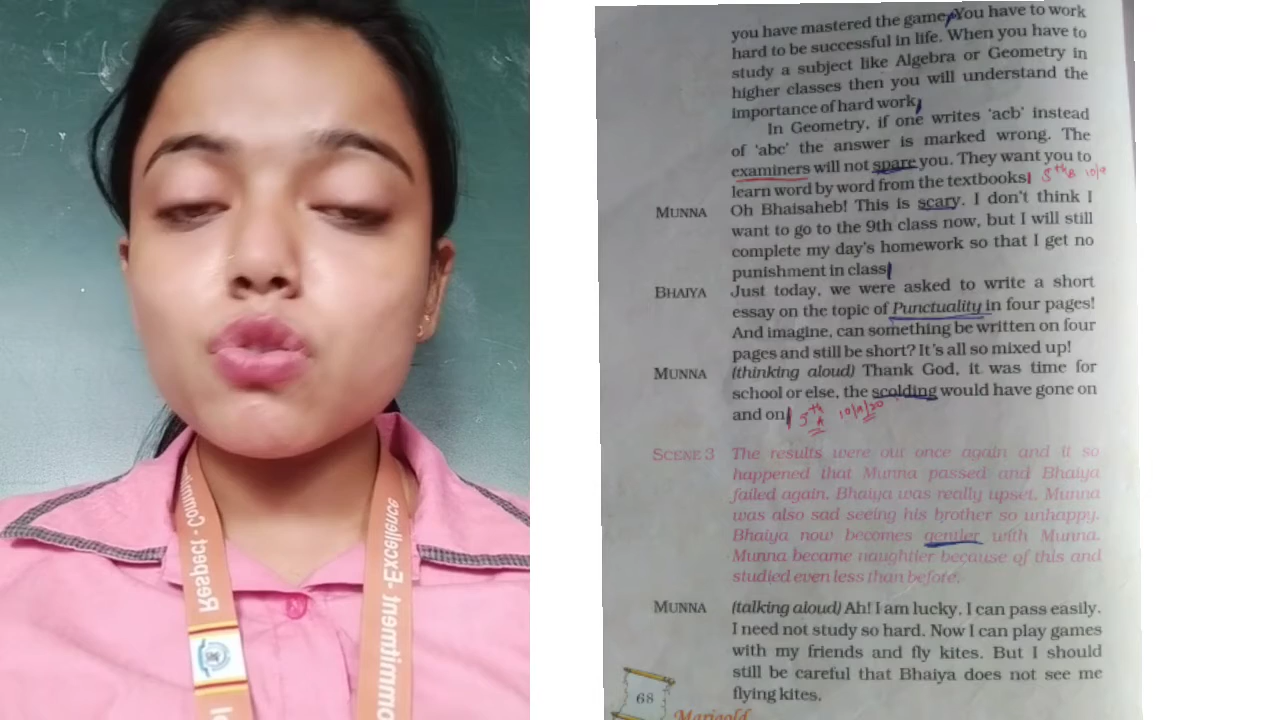 Respect - Commi
ommitment -Excellence
ol
you have mastered the game. You have to work
hard to be successful in life. When you have to
study a subject like Algebra or Geometry in
higher classes then you will understand the
importance of hard work.
In Geometry, if one writes 'acb' instead
of 'abc' the answer is marked wrong. The
examiners will not spare you. They want you to
learn word by word from the textbooks. 5th B 10/9
MUNNA Oh Bhaisaheb! This is scary. I don't think I
want to go to the 9th class now, but I will still
complete my day's homework so that I get no
punishment in class.
BHAIYA Just today, we were asked to write a short
essay on the topic of Punctuality in four pages!
And imagine, can something be written on four
pages and still be short? It's all so mixed up!
MUNNA (thinking aloud) Thank God, it was time for
school or else, the scolding would have gone on
and on. 5th A 10/9/20
SCENE 3 The results were out once again and it so
happened that Munna passed and Bhaiya
failed again. Bhaiya was really upset. Munna
was also sad seeing his brother so unhappy.
Bhaiya now becomes gentler with Munna.
Munna became naughtier because of this and
studied even less than before.
MUNNA (talking aloud) Ah! I am lucky. I can pass easily.
I need not study so hard. Now I can play games
with my friends and fly kites. But I should
still be careful that Bhaiya does not see me
flying kites.
68
Marigold